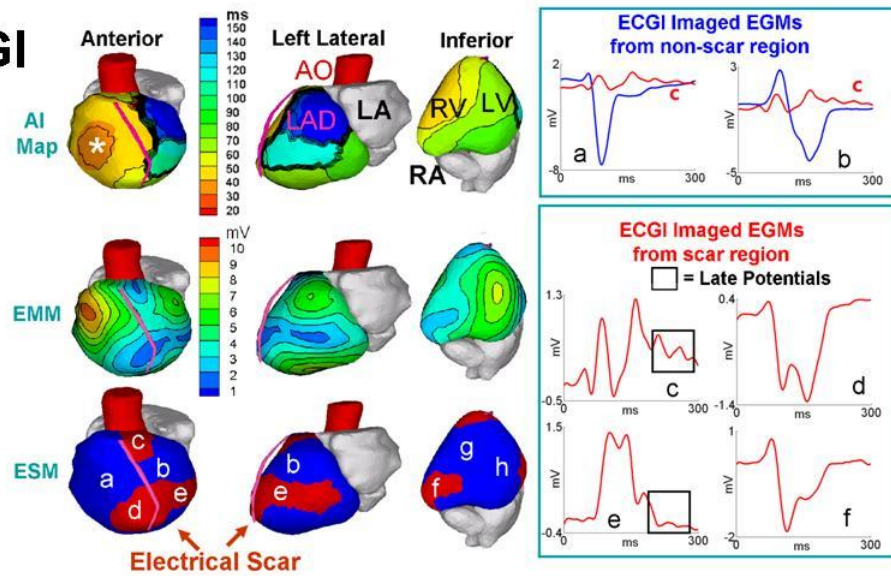 GI
Anterior
ms
Left Lateral
Inferior
AI
Map
*
150
140
130
120
110
100
90
80
70
60
50
40
30
20
AO
LAD
LA
RV
LV
RA
EMM
mV
10
9
8
7
6
5
4
3
2
1
ESM
a
c
b
d
e
b
e
g
h
f
Electrical Scar
ECGI Imaged EGMs
from non-scar region
2
mV
-8
0
ms
300
c
a
3
mV
-5
0
ms
300
c
b
ECGI Imaged EGMs
from scar region
= Late Potentials
1.3
mV
-0.5
0
ms
300
c
0.4
mV
-1.4
0
ms
300
d
1.5
mV
-0.4
0
ms
300
e
1
mV
-2
0
ms
300
f